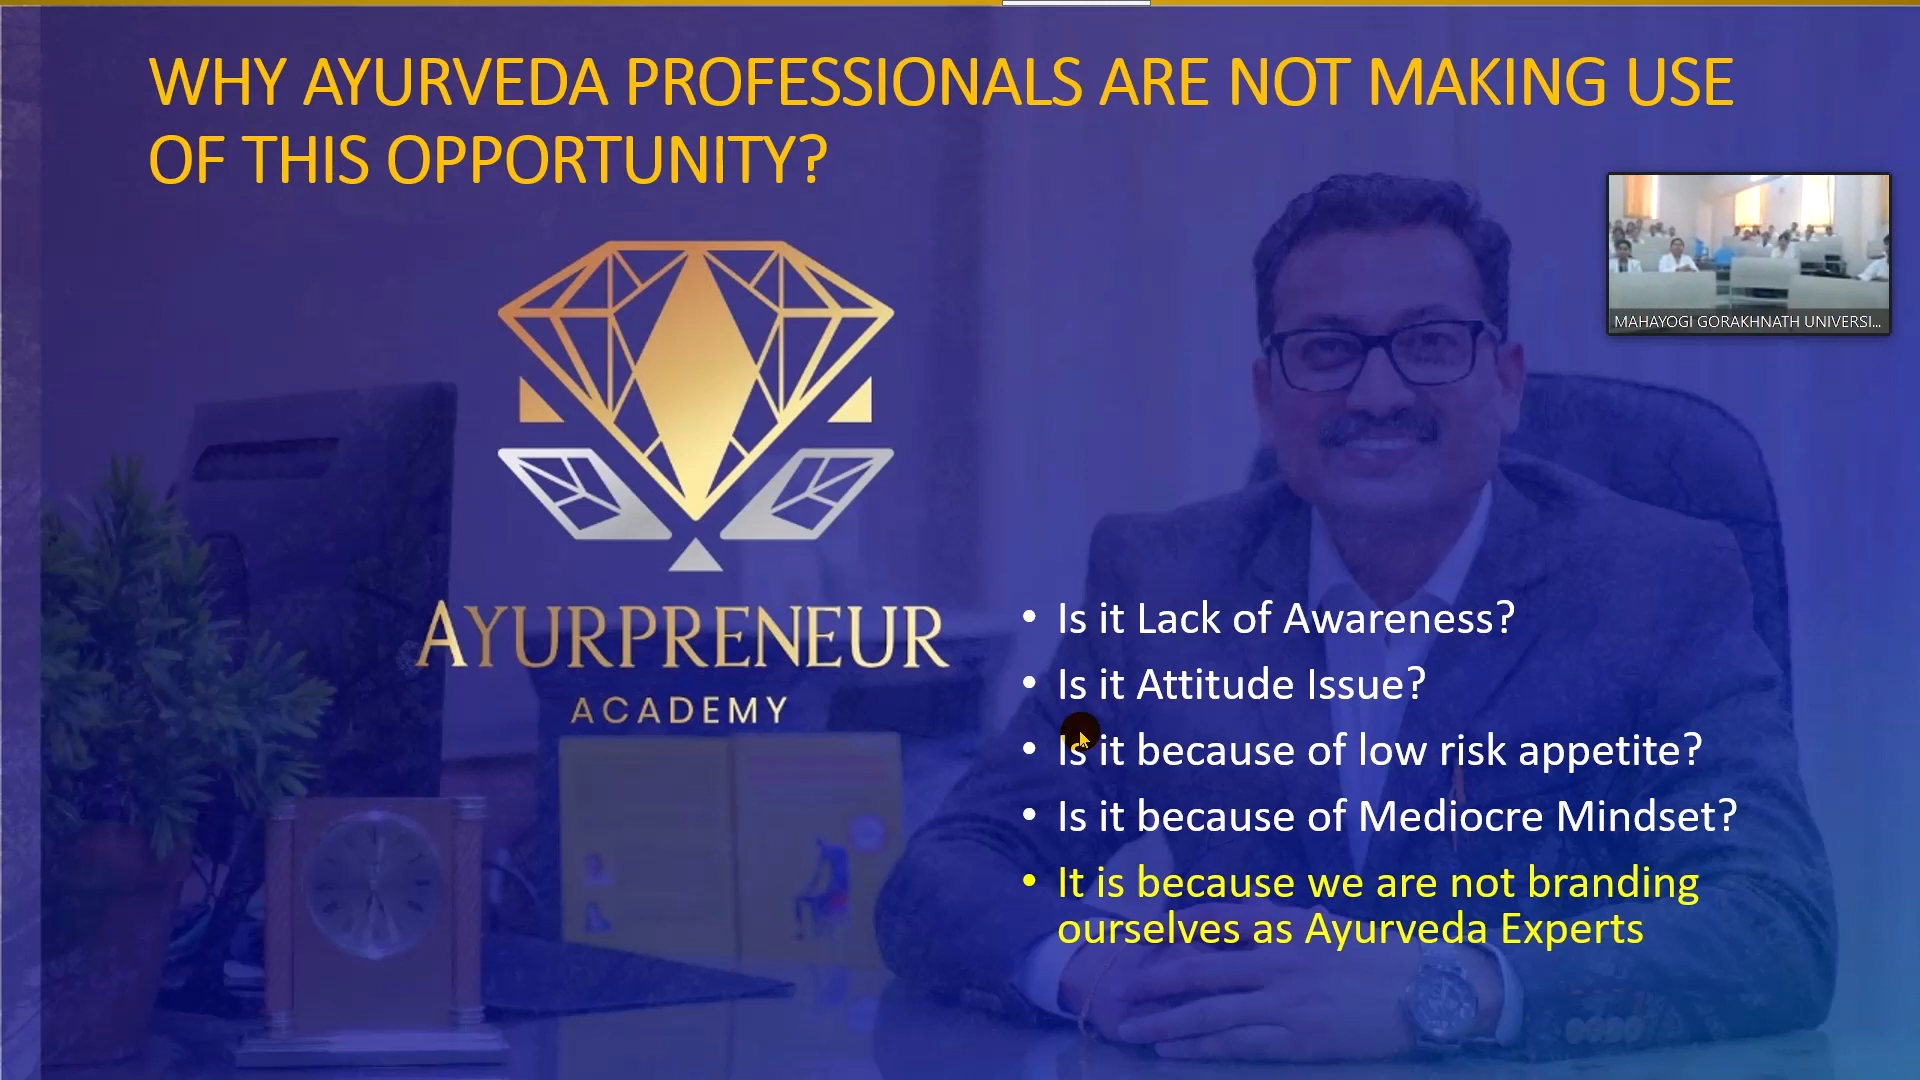 WHY AYURVEDA PROFESSIONALS ARE NOT MAKING USE
OF THIS OPPORTUNITY?
MAHAYOGI GORAKHNATH UNIVERSI...
AYURPRENEUR
ACADEMY
• Is it Lack of Awareness?
• Is it Attitude Issue?
• Is it because of low risk appetite?
• Is it because of Mediocre Mindset?
• It is because we are not branding
ourselves as Ayurveda Experts